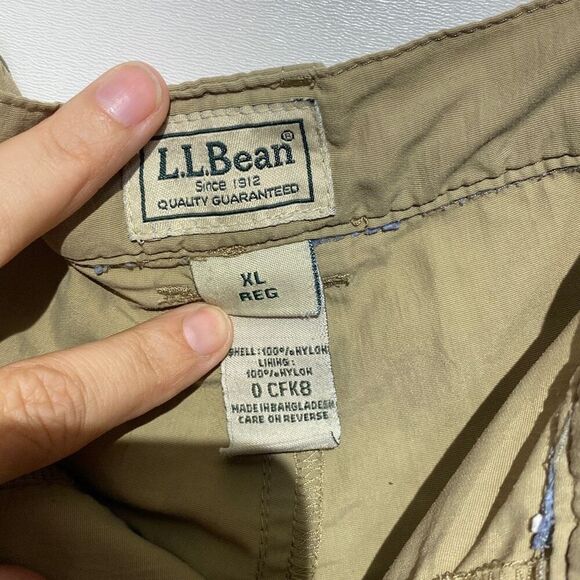 L.L.Bean®
Since 1912
QUALITY GUARANTEED
XL
REG
SHELL:100%NYLON
LINING:
100%NYLON
0 CFK8
MADE IN BANGLADESH
CARE ON REVERSE